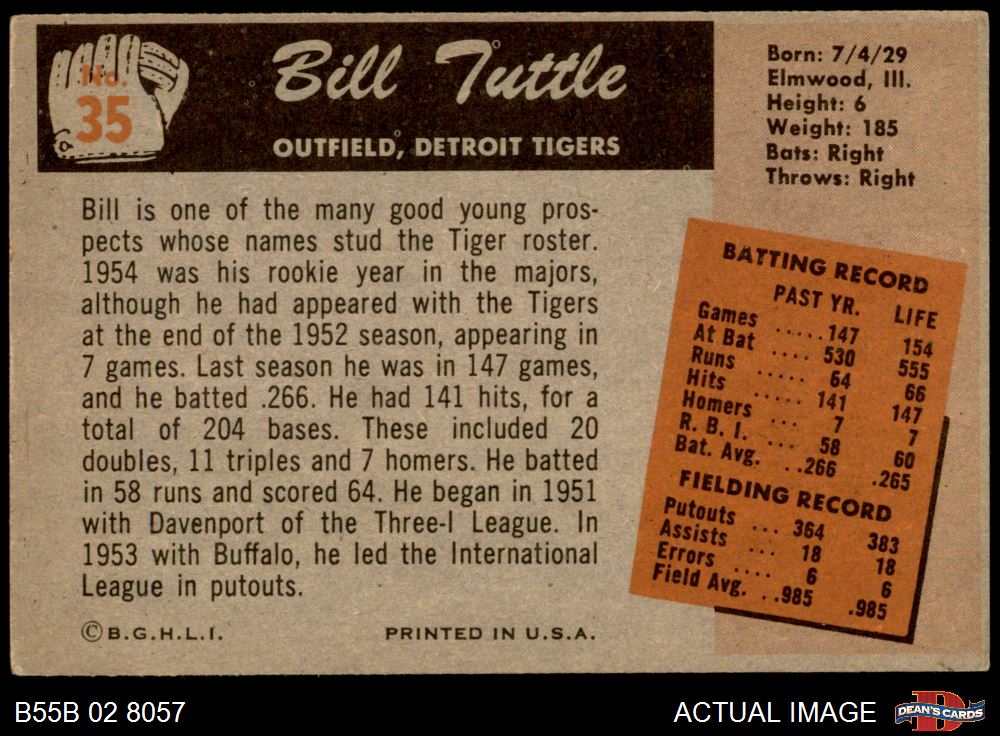 No.
35
Bill Tuttle
OUTFIELD, DETROIT TIGERS
Born: 7/4/29
Elmwood, Ill.
Height: 6
Weight: 185
Bats: Right
Throws: Right
Bill is one of the many good young pros-
pects whose names stud the Tiger roster.
1954 was his rookie year in the majors,
although he had appeared with the Tigers
at the end of the 1952 season, appearing in
7 games. Last season he was in 147 games,
and he batted .266. He had 141 hits, for a
total of 204 bases. These included 20
doubles, 11 triples and 7 homers. He batted
in 58 runs and scored 64. He began in 1951
with Davenport of the Three-I League. In
1953 with Buffalo, he led the International
League in putouts.
©B.G.H.L.I. PRINTED IN U.S.A.
BATTING RECORD
PAST YR. LIFE
Games .....147 154
At Bat .... 530 555
Runs ..... 64 66
Hits ..... 141 147
Homers ... 7 7
R. B. I. ... 58 60
Bat. Avg. ..266 .265
FIELDING RECORD
Putouts ... 364 383
Assists ... 18 18
Errors .... 6 6
Field Avg. ..985 .985
B55B 02 8057
ACTUAL IMAGE
DEAN'S CARDS